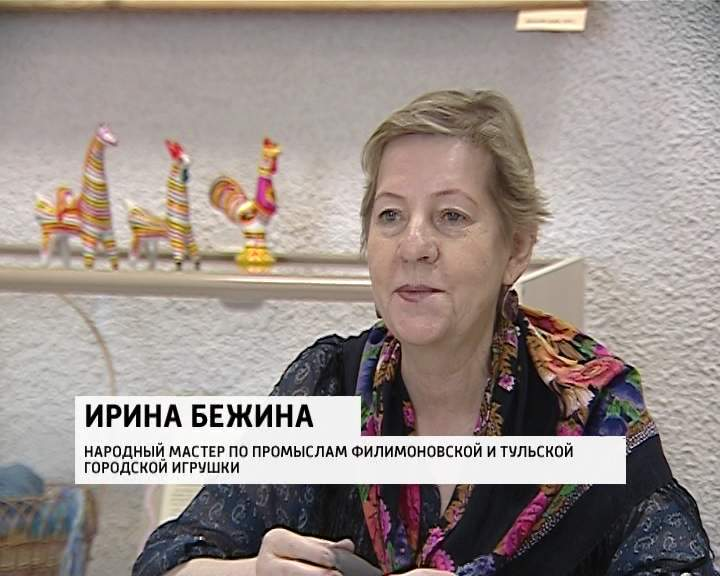 ИРИНА БЕЖИНА
НАРОДНЫЙ МАСТЕР ПО ПРОМЫСЛАМ ФИЛИМОНОВСКОЙ И ТУЛЬСКОЙ
ГОРОДСКОЙ ИГРУШКИ